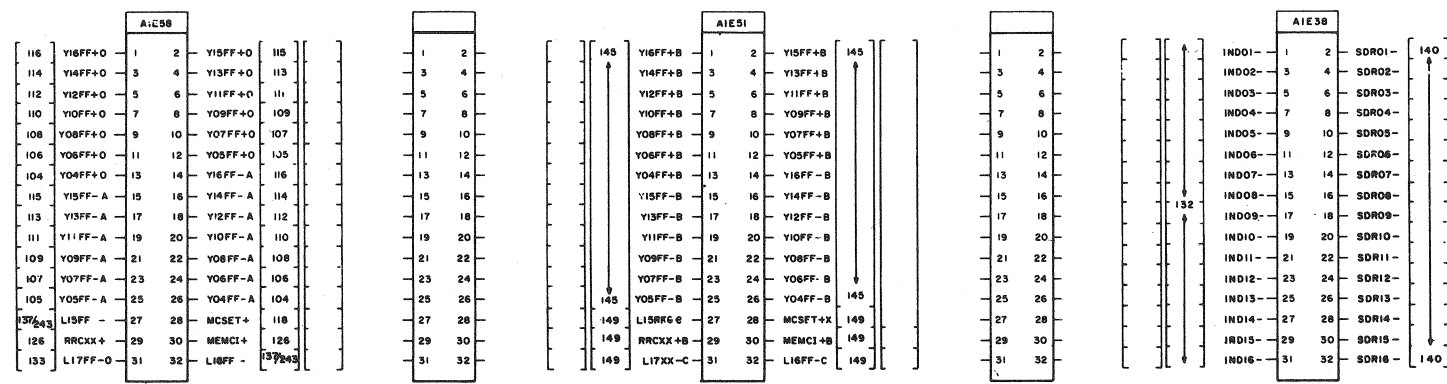 A1E58 A1E51 A1E38
116 Y16FF+0 1 2 Y15FF+0 115 1 2 145 Y16FF+B 1 2 Y15FF+B 145 1 2 IND01- 1 2 SDR01- 140
114 Y14FF+0 3 4 Y13FF+0 113 3 4 Y14FF+B 3 4 Y13FF+B 3 4 IND02- 3 4 SDR02-
112 Y12FF+0 5 6 Y11FF+0 111 5 6 Y12FF+B 5 6 Y11FF+B 5 6 IND03- 5 6 SDR03-
110 Y10FF+0 7 8 Y09FF+0 109 7 8 Y10FF+B 7 8 Y09FF+B 7 8 IND04- 7 8 SDR04-
108 Y08FF+0 9 10 Y07FF+0 107 9 10 Y08FF+B 9 10 Y07FF+B 9 10 IND05- 9 10 SDR05-
106 Y06FF+0 11 12 Y05FF+0 105 11 12 Y06FF+B 11 12 Y05FF+B 11 12 IND06- 11 12 SDR06-
104 Y04FF+0 13 14 Y16FF-A 116 13 14 Y04FF+B 13 14 Y16FF-B 13 14 IND07- 13 14 SDR07-
115 Y15FF-A 15 16 Y14FF-A 114 15 16 Y15FF-B 15 16 Y14FF-B 15 16 132 IND08- 15 16 SDR08-
113 Y13FF-A 17 18 Y12FF-A 112 17 18 Y13FF-B 17 18 Y12FF-B 17 18 IND09- 17 18 SDR09-
111 Y11FF-A 19 20 Y10FF-A 110 19 20 Y11FF-B 19 20 Y10FF-B 19 20 IND10- 19 20 SDR10-
109 Y09FF-A 21 22 Y08FF-A 108 21 22 Y09FF-B 21 22 Y08FF-B 21 22 IND11- 21 22 SDR11-
107 Y07FF-A 23 24 Y06FF-A 106 23 24 Y07FF-B 23 24 Y06FF-B 23 24 IND12- 23 24 SDR12-
105 Y05FF-A 25 26 Y04FF-A 104 25 26 145 Y05FF-B 25 26 Y04FF-B 145 25 26 IND13- 25 26 SDR13-
137/243 L15FF - 27 28 MCSET+ 118 27 28 149 27 28 MCSET+X 149 27 28 IND14- 27 28 SDR14-
126 RRCXX+ 29 30 MEMCI+ 126 29 30 149 RRCXX+B 29 30 MEMCI+B 149 29 30 IND15- 29 30 SDR15-
133 L17FF-0 31 32 L16FF - 137/243 31 32 149 L17XX-C 31 32 L16FF-C 149 31 32 IND16- 31 32 SDR16- 140